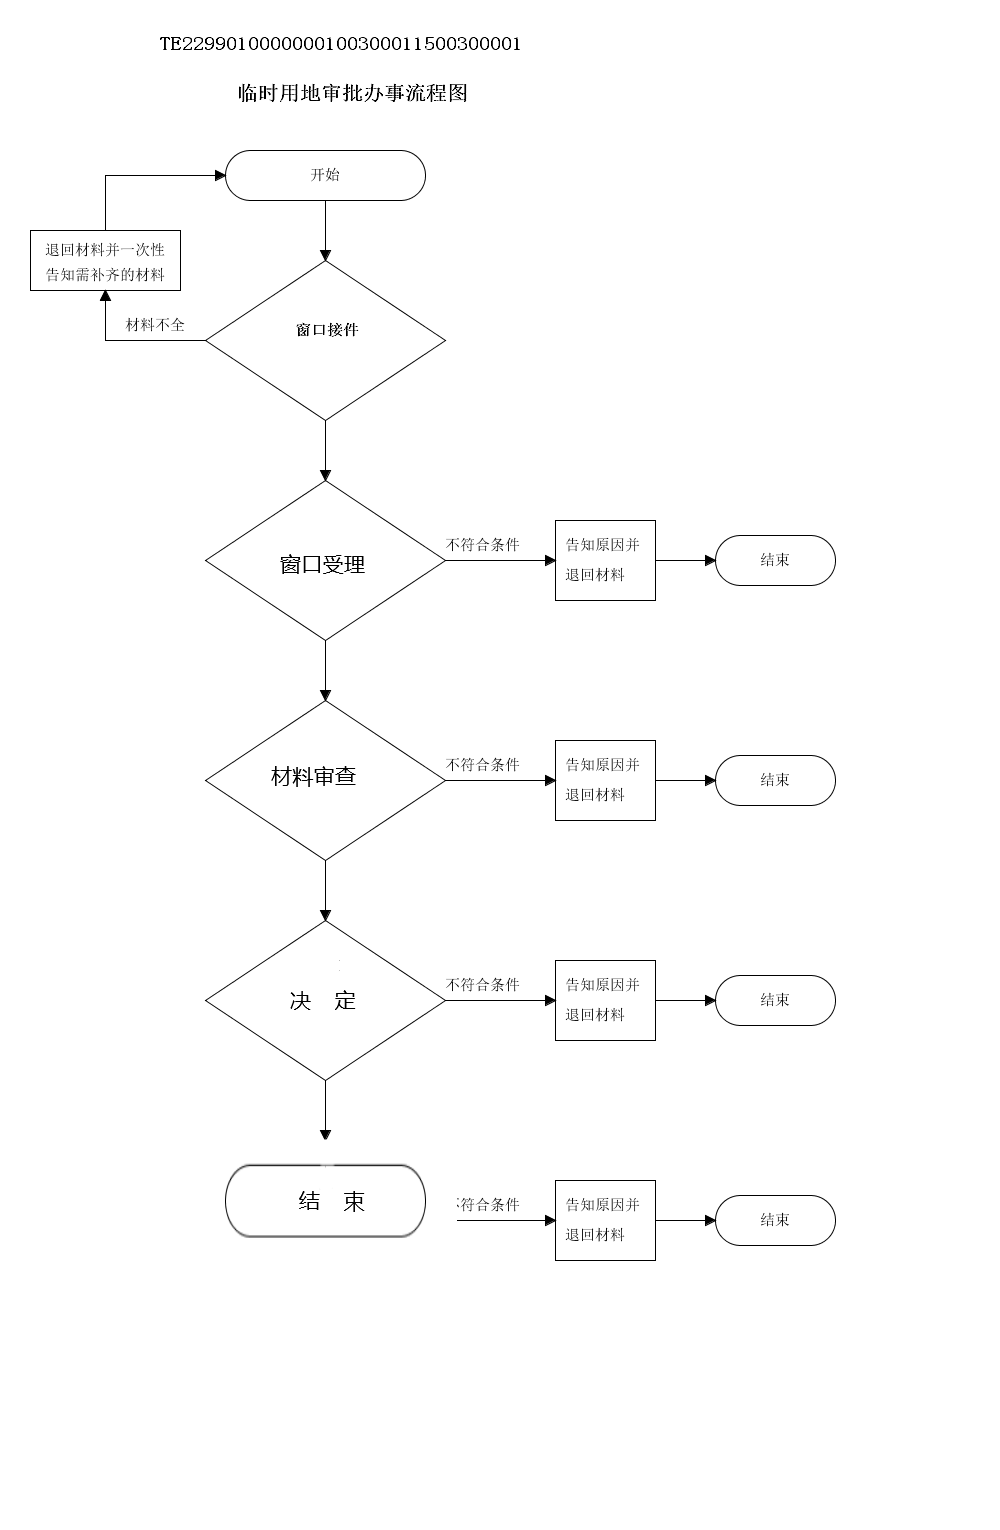 TE2299010000000100300011500300001
临时用地审批办事流程图
开始
退回材料并一次性
告知需补齐的材料
材料不全
窗口接件
窗口受理
不符合条件
告知原因并
退回材料
结束
材料审查
不符合条件
告知原因并
退回材料
结束
决 定
不符合条件
告知原因并
退回材料
结束
结 束
符合条件
告知原因并
退回材料
结束